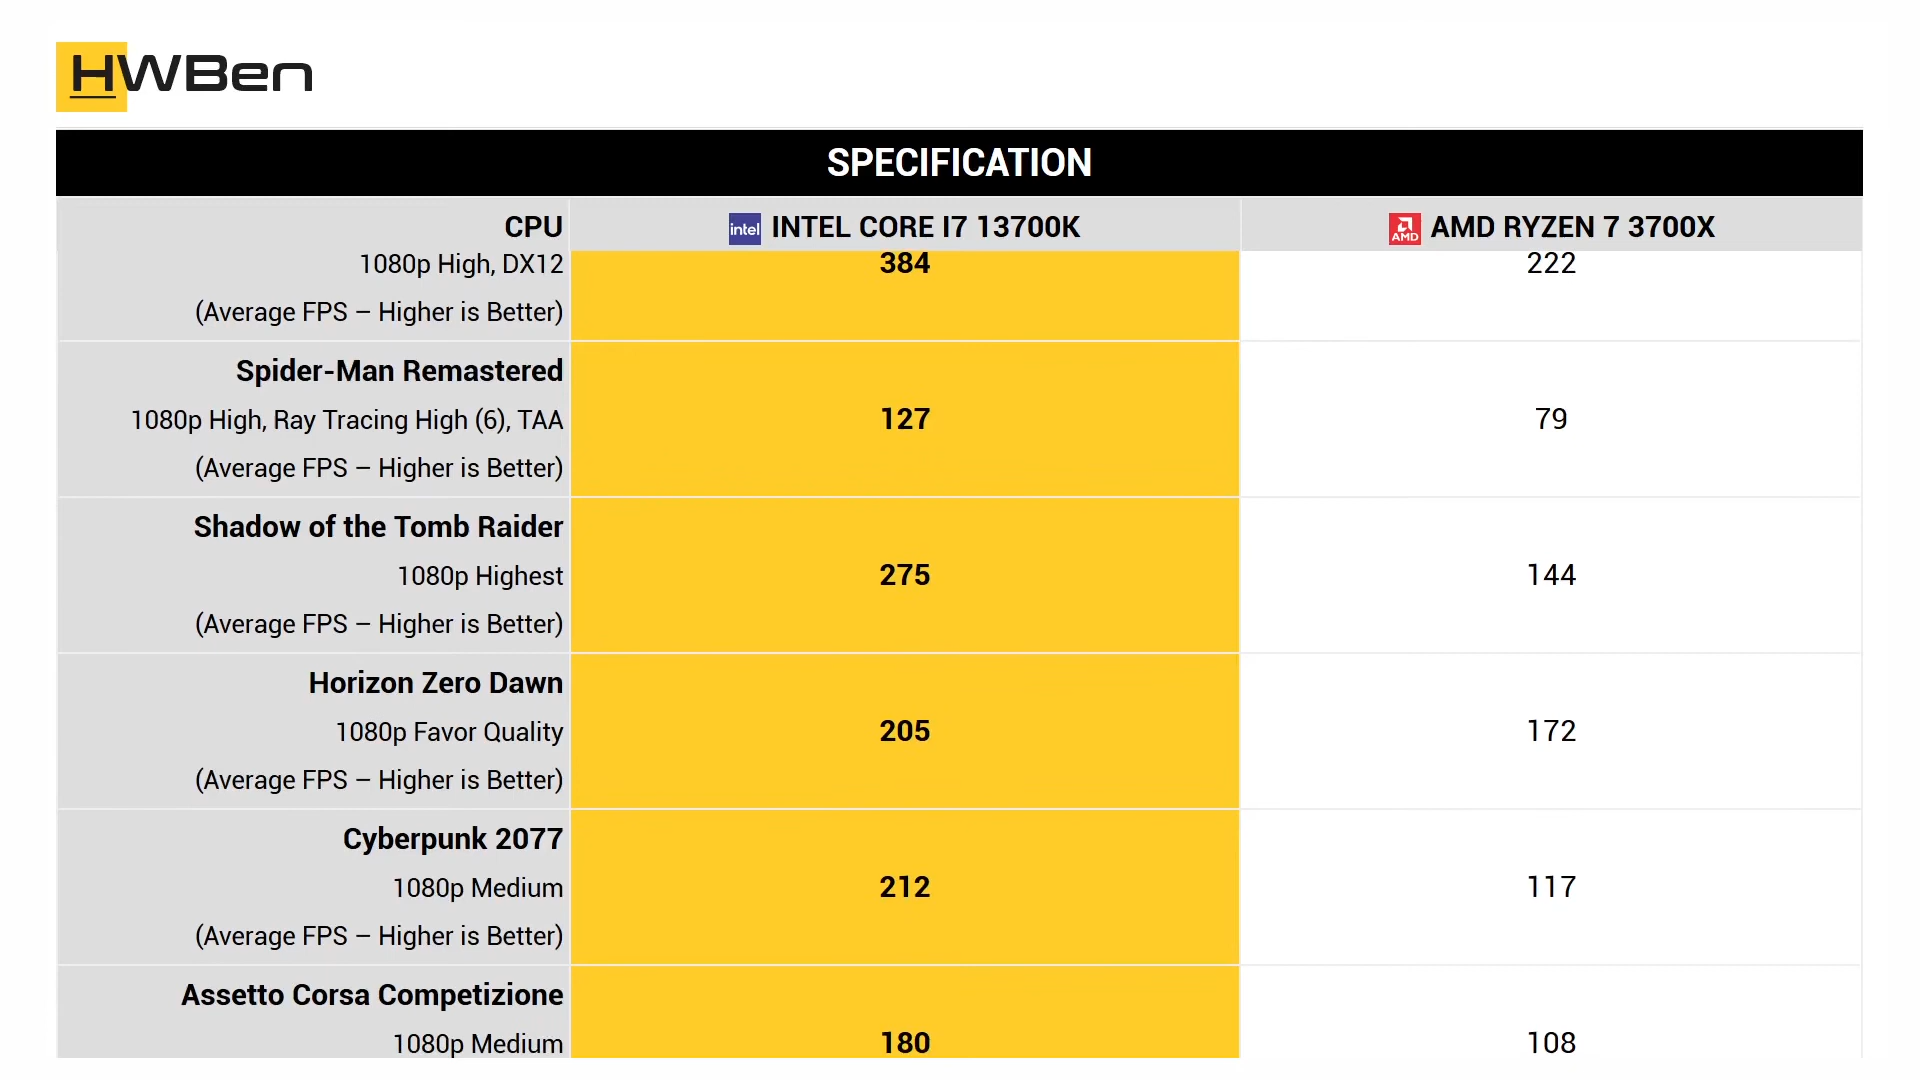 HWBen
SPECIFICATION
CPU
intel INTEL CORE I7 13700K
AMD AMD RYZEN 7 3700X
1080p High, DX12
(Average FPS – Higher is Better)
384
222
Spider-Man Remastered
1080p High, Ray Tracing High (6), TAA
(Average FPS – Higher is Better)
127
79
Shadow of the Tomb Raider
1080p Highest
(Average FPS – Higher is Better)
275
144
Horizon Zero Dawn
1080p Favor Quality
(Average FPS – Higher is Better)
205
172
Cyberpunk 2077
1080p Medium
(Average FPS – Higher is Better)
212
117
Assetto Corsa Competizione
1080p Medium
180
108